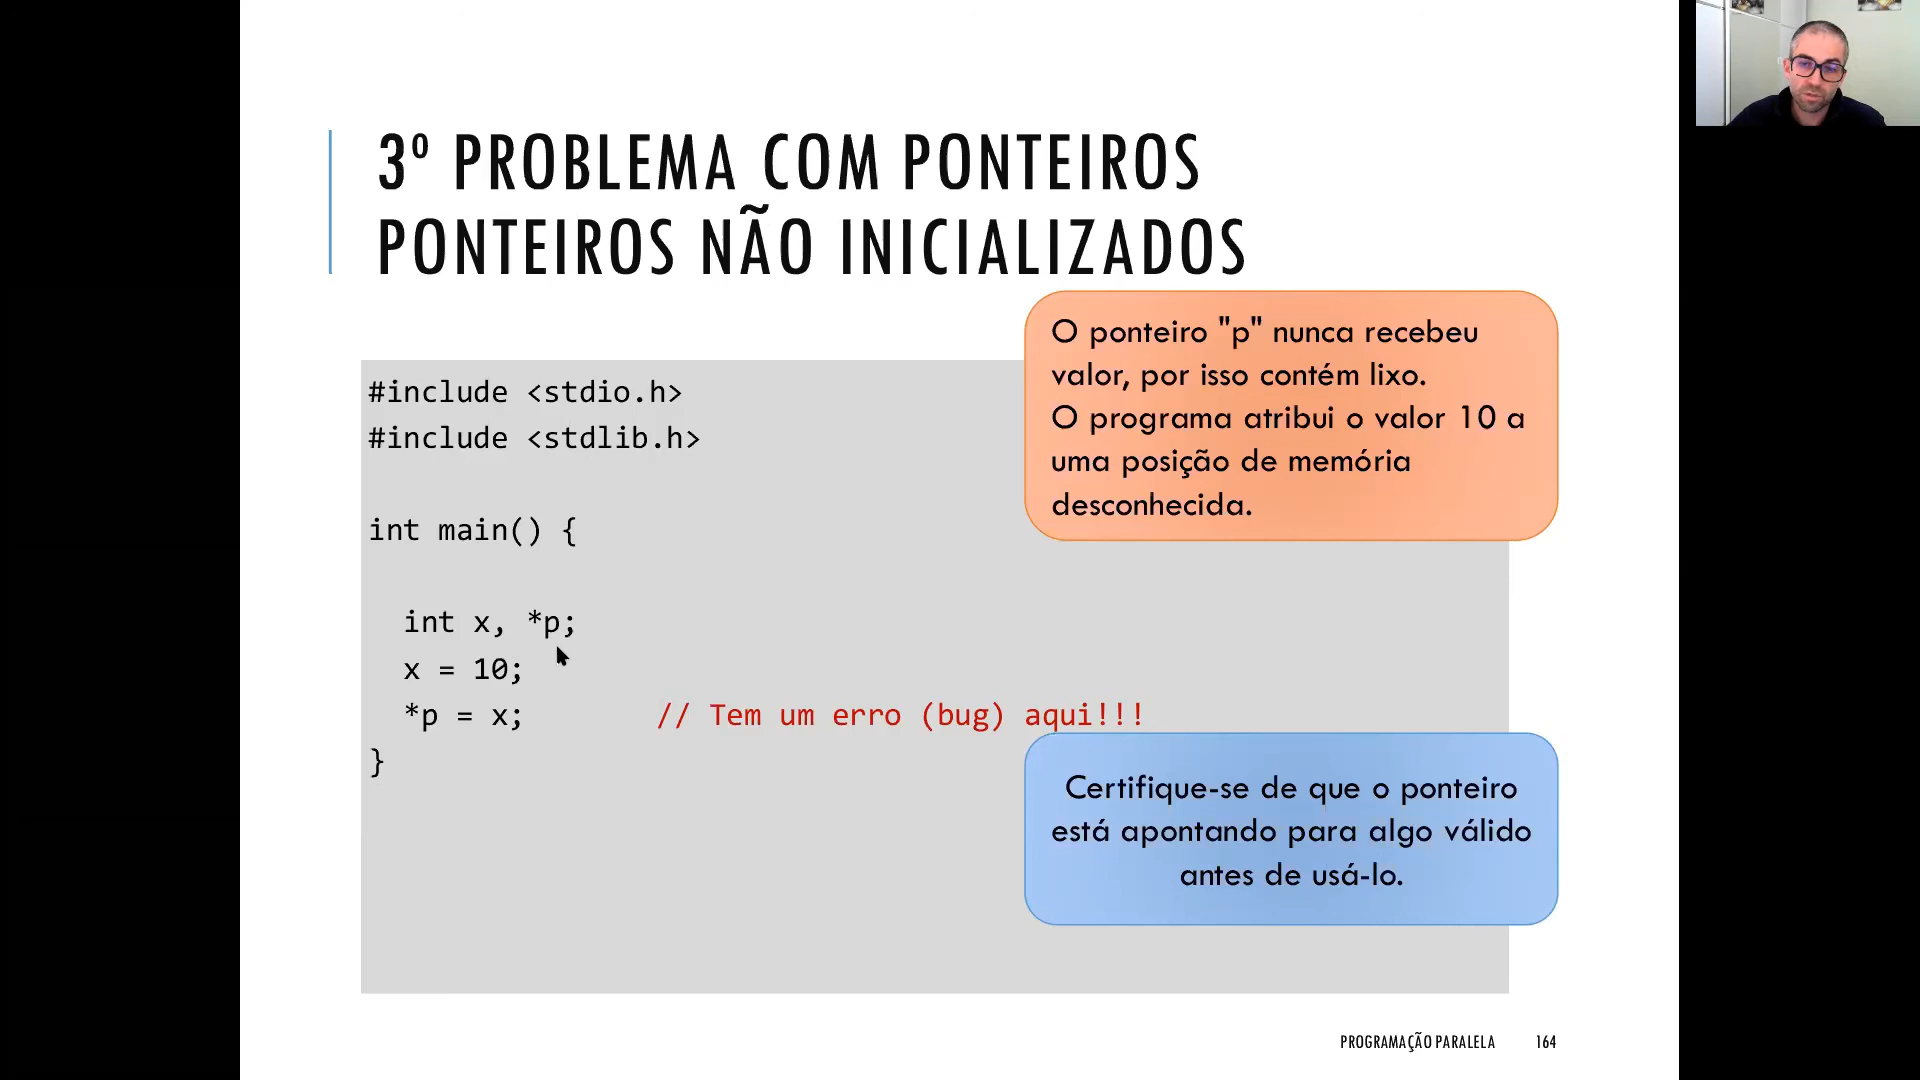 3º PROBLEMA COM PONTEIROS
PONTEIROS NÃO INICIALIZADOS
O ponteiro "p" nunca recebeu
valor, por isso contém lixo.
O programa atribui o valor 10 a
uma posição de memória
desconhecida.
#include <stdio.h>
#include <stdlib.h>
int main() {
int x, *p;
x = 10;
*p = x; // Tem um erro (bug) aqui!!!
}
Certifique-se de que o ponteiro
está apontando para algo válido
antes de usá-lo.
PROGRAMAÇÃO PARALELA 164